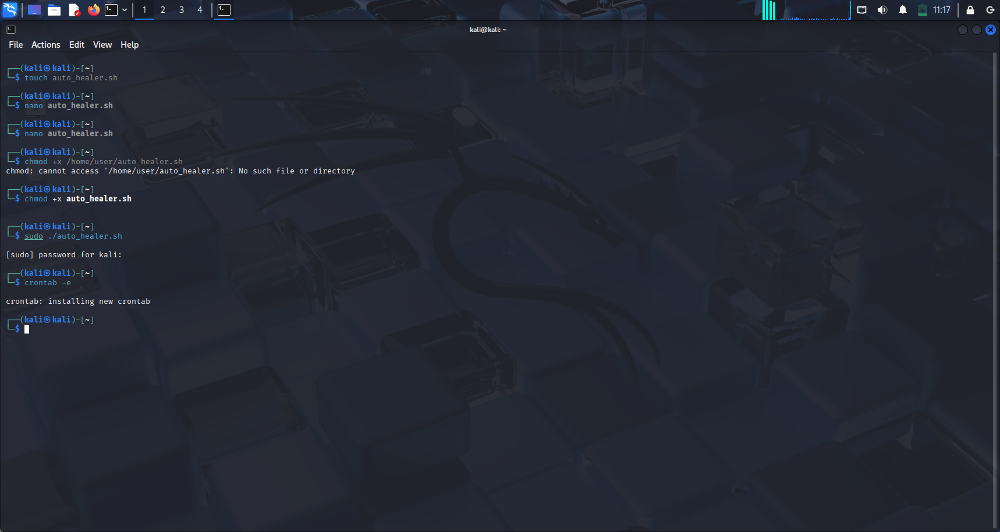 1 2 3 4
11:17
kali@kali: ~
File Actions Edit View Help
┌──(kali㉿kali)-[~]
└─$ touch auto_healer.sh
┌──(kali㉿kali)-[~]
└─$ nano auto_healer.sh
┌──(kali㉿kali)-[~]
└─$ nano auto_healer.sh
┌──(kali㉿kali)-[~]
└─$ chmod +x /home/user/auto_healer.sh
chmod: cannot access '/home/user/auto_healer.sh': No such file or directory
┌──(kali㉿kali)-[~]
└─$ chmod +x auto_healer.sh
┌──(kali㉿kali)-[~]
└─$ sudo ./auto_healer.sh
[sudo] password for kali:
┌──(kali㉿kali)-[~]
└─$ crontab -e
crontab: installing new crontab
┌──(kali㉿kali)-[~]
└─$